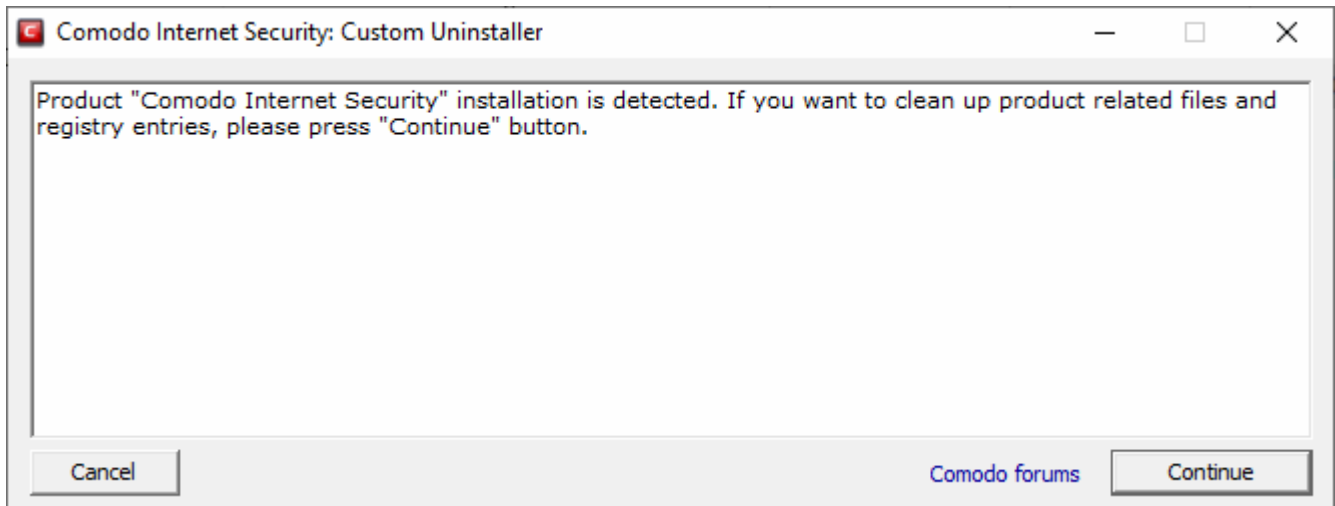 Comodo Internet Security: Custom Uninstaller
Product "Comodo Internet Security" installation is detected. If you want to clean up product related files and
registry entries, please press "Continue" button.
Cancel
Comodo forums
Continue